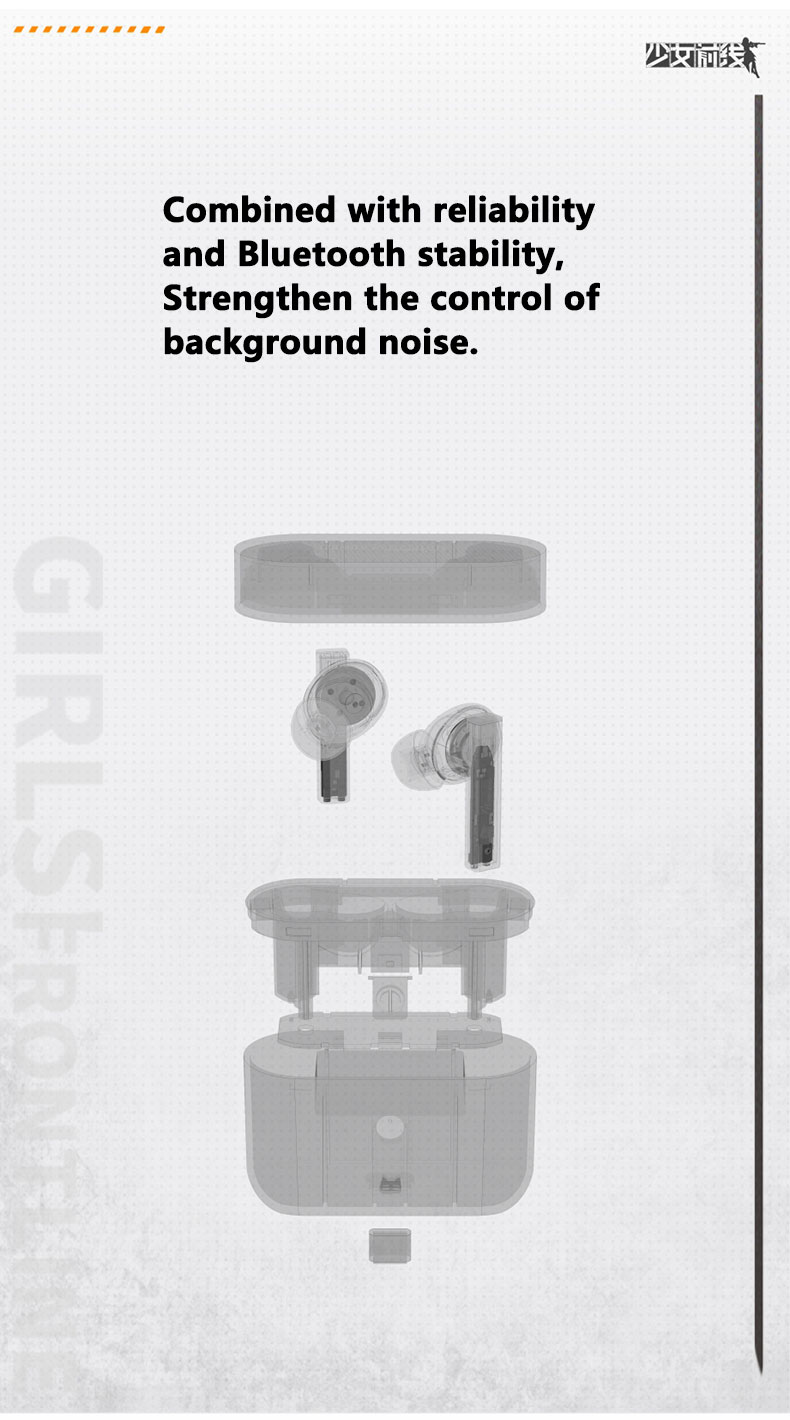 少女前线
Combined with reliability
and Bluetooth stability,
Strengthen the control of
background noise.
GIRLSFRONTLINE